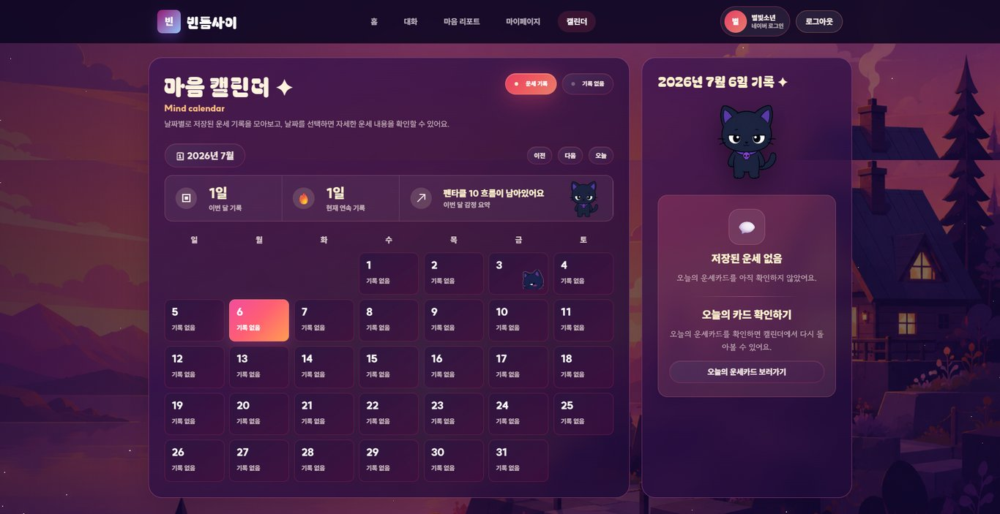 빈
빈틈사이
홈
대화
마음 리포트
마이페이지
캘린더
별
별빛소년
네이버 로그인
로그아웃
마음 캘린더 ✦
Mind calendar
날짜별로 저장된 운세 기록을 모아보고, 날짜를 선택하면 자세한 운세 내용을 확인할 수 있어요.
운세 기록
기록 없음
2026년 7월
이전
다음
오늘
1일
이번 달 기록
1일
현재 연속 기록
펜타클 10 흐름이 남아있어요
이번 달 감정 요약
일 월 화 수 목 금 토
1 2 3 4
기록 없음 기록 없음 기록 없음
5 6 7 8 9 10 11
기록 없음 기록 없음 기록 없음 기록 없음 기록 없음 기록 없음 기록 없음
12 13 14 15 16 17 18
기록 없음 기록 없음 기록 없음 기록 없음 기록 없음 기록 없음 기록 없음
19 20 21 22 23 24 25
기록 없음 기록 없음 기록 없음 기록 없음 기록 없음 기록 없음 기록 없음
26 27 28 29 30 31
기록 없음 기록 없음 기록 없음 기록 없음 기록 없음 기록 없음
2026년 7월 6일 기록 ✦
저장된 운세 없음
오늘의 운세카드를 아직 확인하지 않았어요.
오늘의 카드 확인하기
오늘의 운세카드를 확인하면 캘린더에서 다시 돌
아볼 수 있어요.
오늘의 운세카드 보러가기